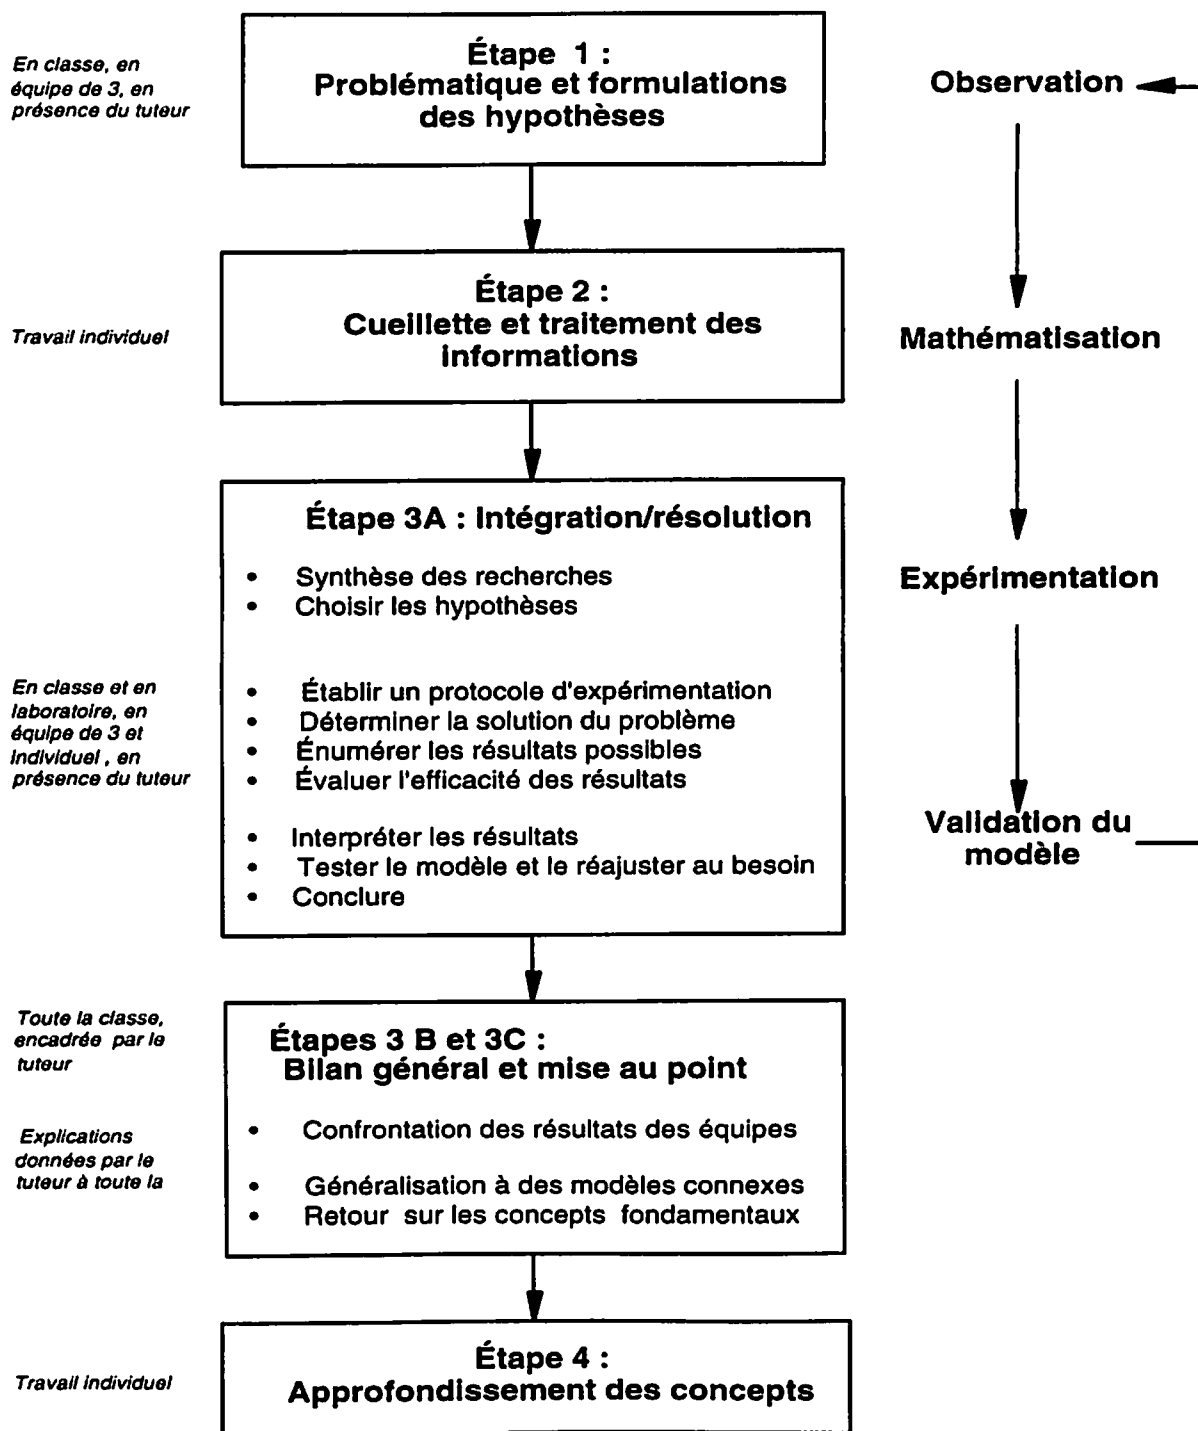 En classe, en
équipe de 3, en
présence du tuteur
Étape 1 :
Problématique et formulations
des hypothèses
Observation
Travail individuel
Étape 2 :
Cueillette et traitement des
informations
Mathématisation
En classe et en
laboratoire, en
équipe de 3 et
individuel , en
présence du tuteur
Étape 3A : Intégration/résolution
• Synthèse des recherches
• Choisir les hypothèses
• Établir un protocole d'expérimentation
• Déterminer la solution du problème
• Énumérer les résultats possibles
• Évaluer l'efficacité des résultats
• Interpréter les résultats
• Tester le modèle et le réajuster au besoin
• Conclure
Expérimentation
Validation du
modèle
Toute la classe,
encadrée par le
tuteur
Explications
données par le
tuteur à toute la
Étapes 3 B et 3C :
Bilan général et mise au point
• Confrontation des résultats des équipes
• Généralisation à des modèles connexes
• Retour sur les concepts fondamentaux
Travail individuel
Étape 4 :
Approfondissement des concepts